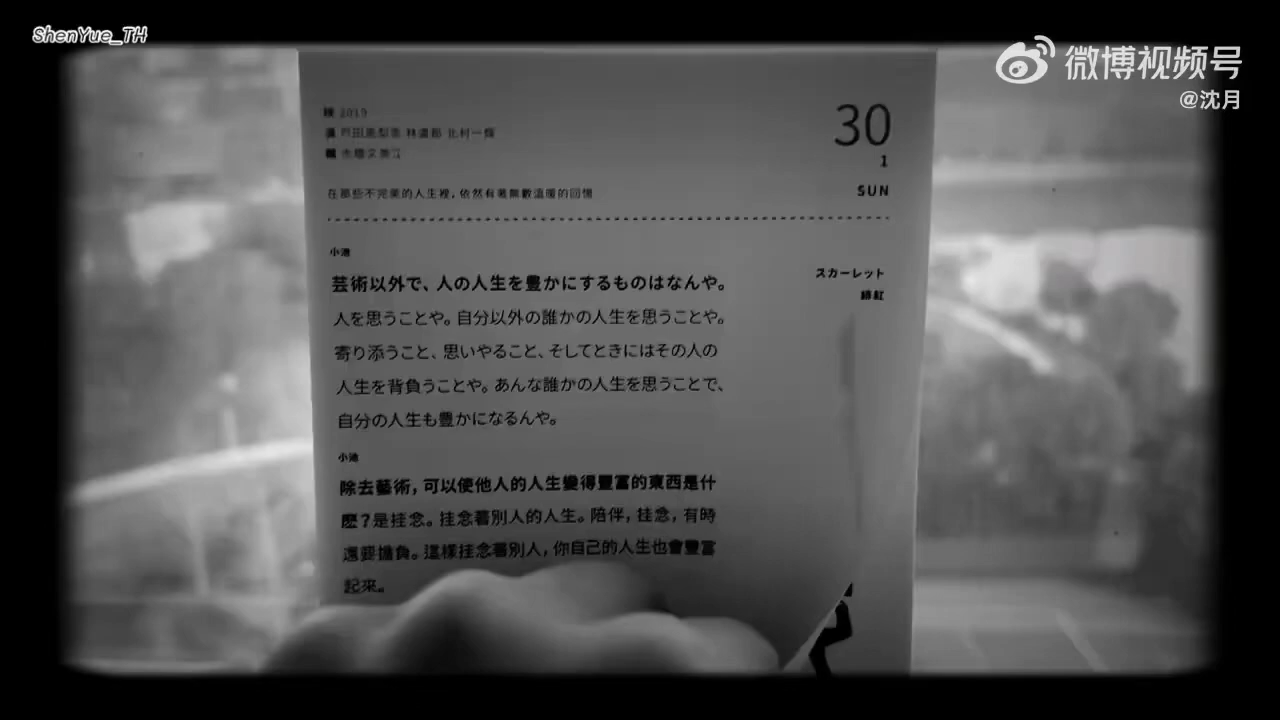 ShenYue_TH
微博视频号
@沈月
2019
30
1
SUN
在那些不完美的人生裡，依然有著無數溫暖的回憶
小池
スカーレット
緋紅
芸術以外で、人の人生を豊かにするものはなんや。
人を思うことや。自分以外の誰かの人生を思うことや。
寄り添うこと、思いやること、そしてときにはその人の
人生を背負うことや。あんな誰かの人生を思うことで、
自分の人生も豊かになるんや。
小池
除去藝術，可以使他人的人生變得豐富的東西是什
麼？是挂念。挂念著別人的人生。陪伴，挂念，有時
還要擔負。這樣挂念著別人，你自己的人生也會豐富
起來。